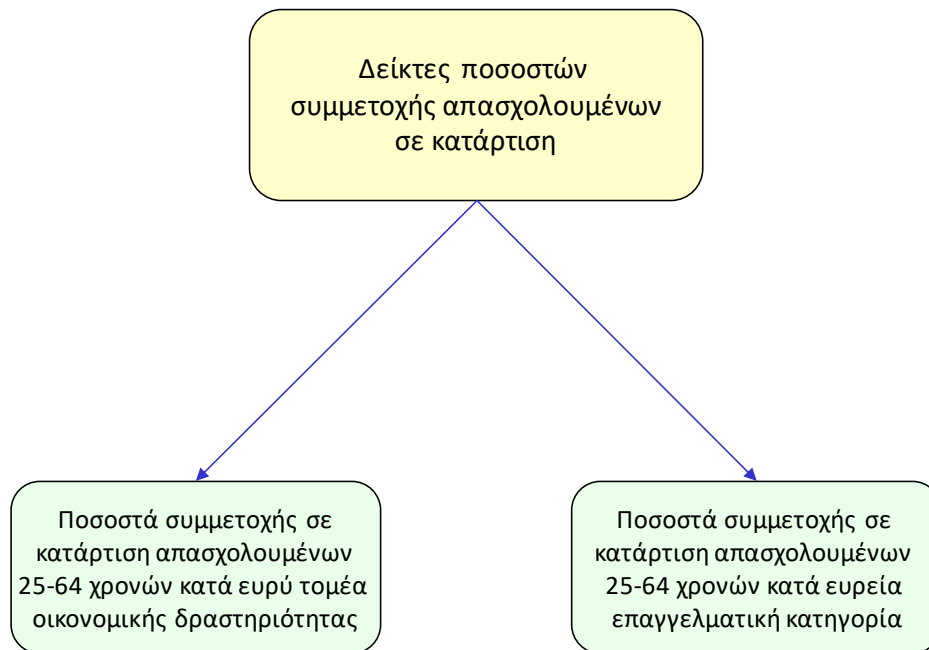 Δείκτες ποσοστών
συμμετοχής απασχολουμένων
σε κατάρτιση
Ποσοστά συμμετοχής σε
κατάρτιση απασχολουμένων
25-64 χρονών κατά ευρύ τομέα
οικονομικής δραστηριότητας
Ποσοστά συμμετοχής σε
κατάρτιση απασχολουμένων
25-64 χρονών κατά ευρεία
επαγγελματική κατηγορία